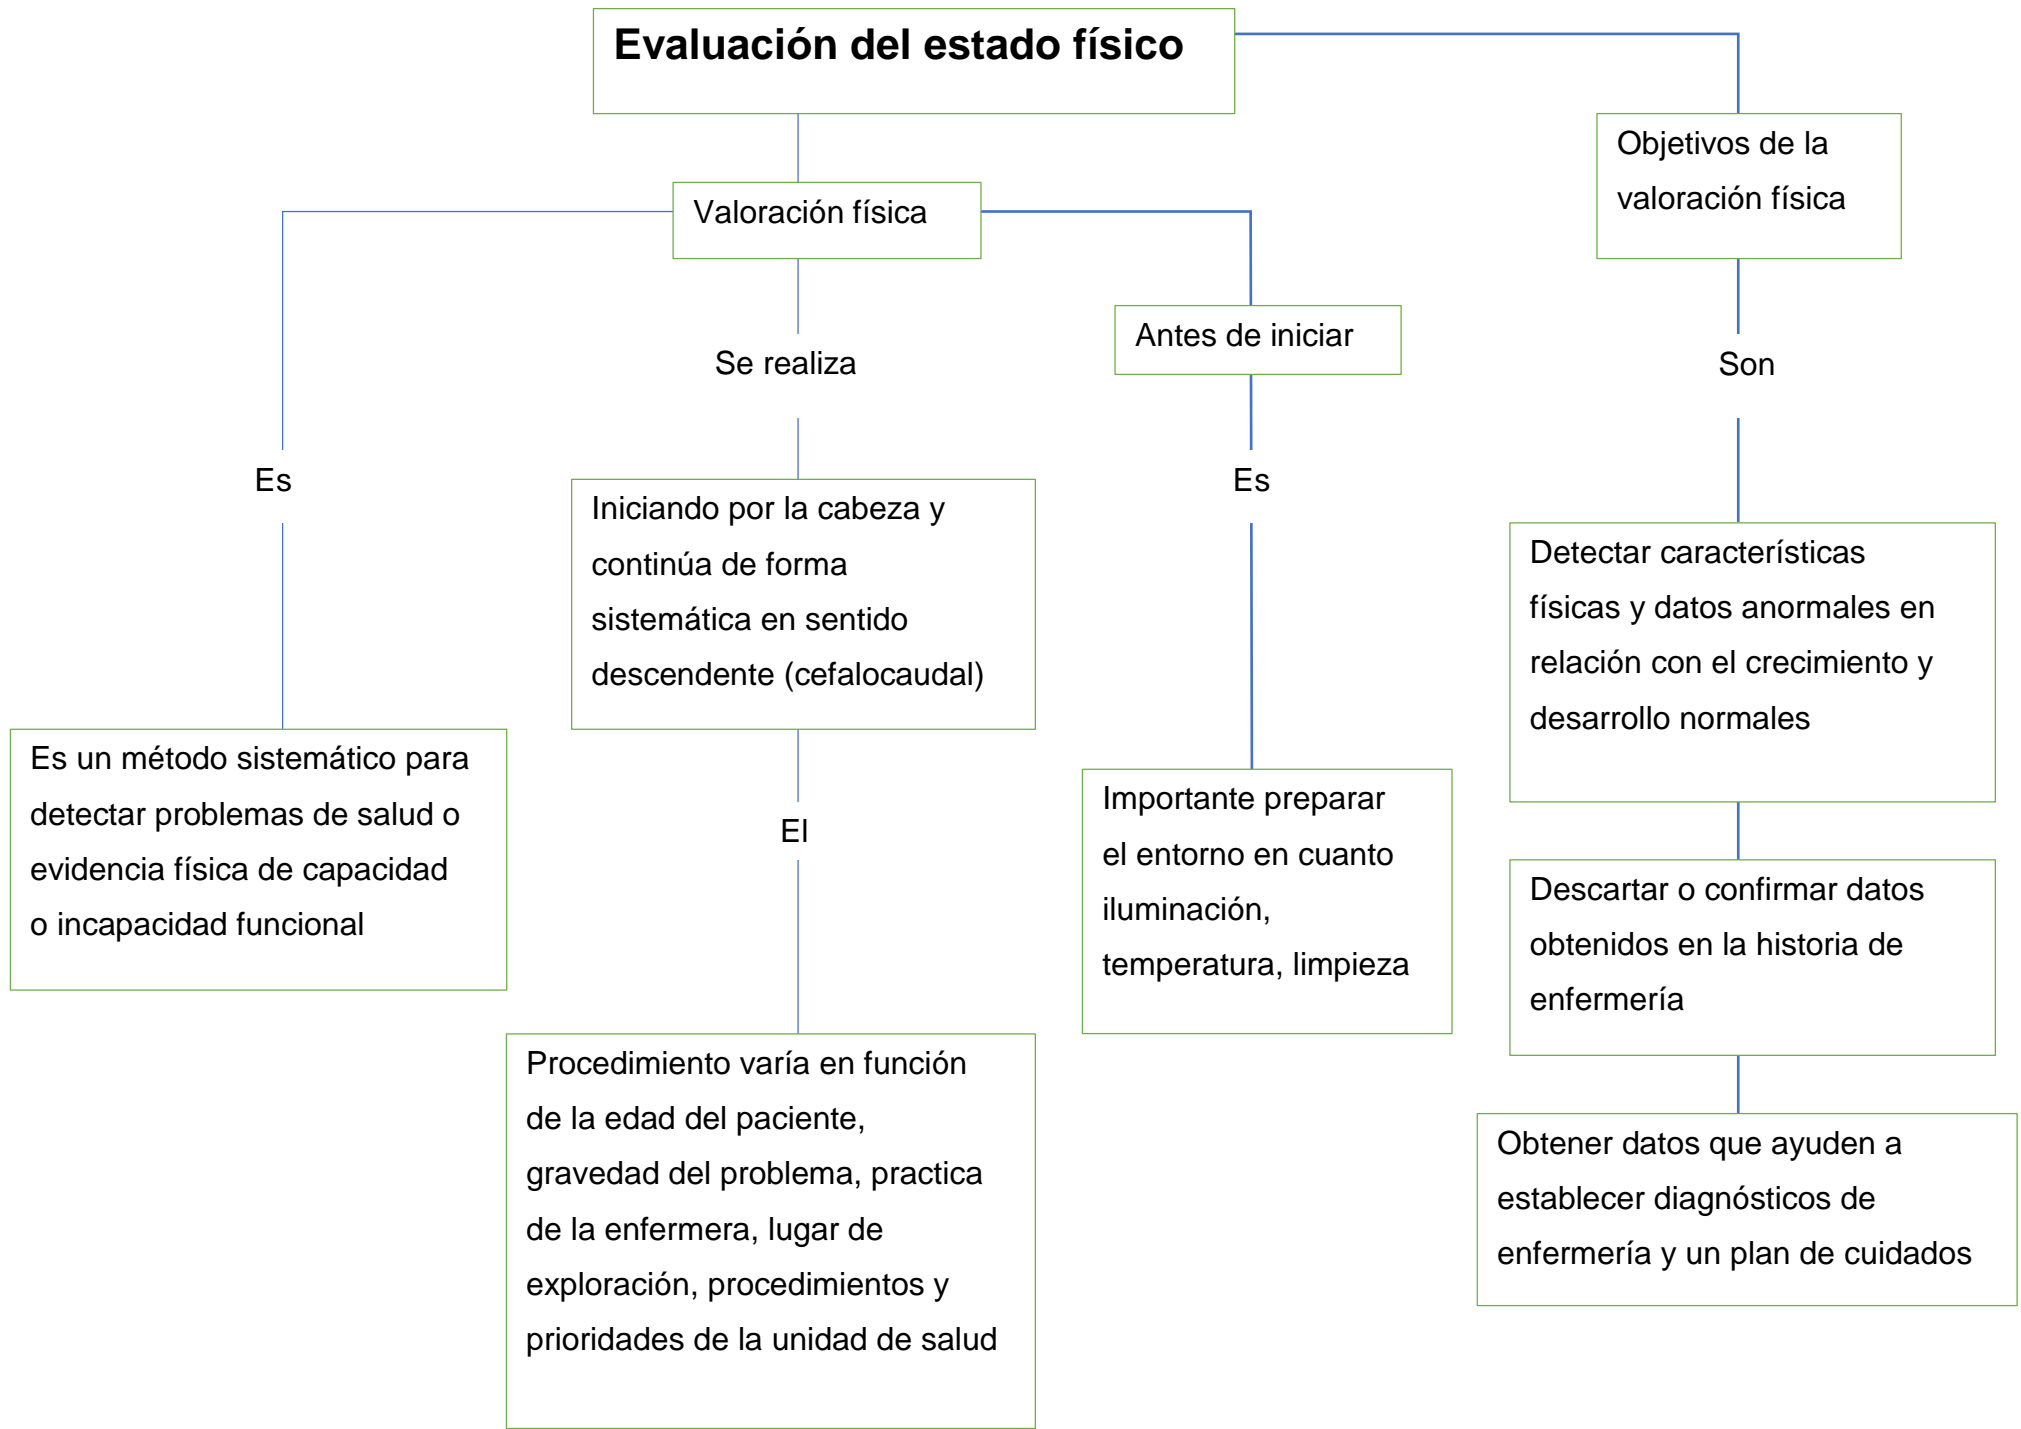 Evaluación del estado físico
Valoración física
Es
Es un método sistemático para
detectar problemas de salud o
evidencia física de capacidad
o incapacidad funcional
Se realiza
Iniciando por la cabeza y
continúa de forma
sistemática en sentido
descendente (cefalocaudal)
El
Procedimiento varía en función
de la edad del paciente,
gravedad del problema, practica
de la enfermera, lugar de
exploración, procedimientos y
prioridades de la unidad de salud
Antes de iniciar
Es
Importante preparar
el entorno en cuanto
iluminación,
temperatura, limpieza
Objetivos de la
valoración física
Son
Detectar características
físicas y datos anormales en
relación con el crecimiento y
desarrollo normales
Descartar o confirmar datos
obtenidos en la historia de
enfermería
Obtener datos que ayuden a
establecer diagnósticos de
enfermería y un plan de cuidados